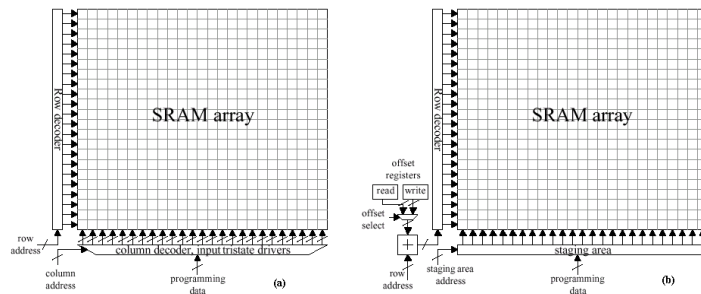 SRAM array
Row decoder
row
address
column
address
column decoder, input tristate drivers
programming
data
(a)
SRAM array
Row decoder
offset
registers
read
write
offset
select
+
row
address
staging area
address
staging area
programming
data
(b)